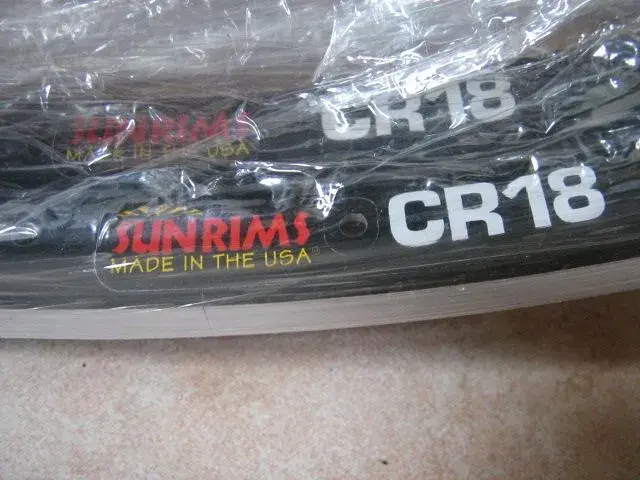 SUNRIMS CR18
MADE IN THE USA
SUNRIMS® CR18
MADE IN THE USA